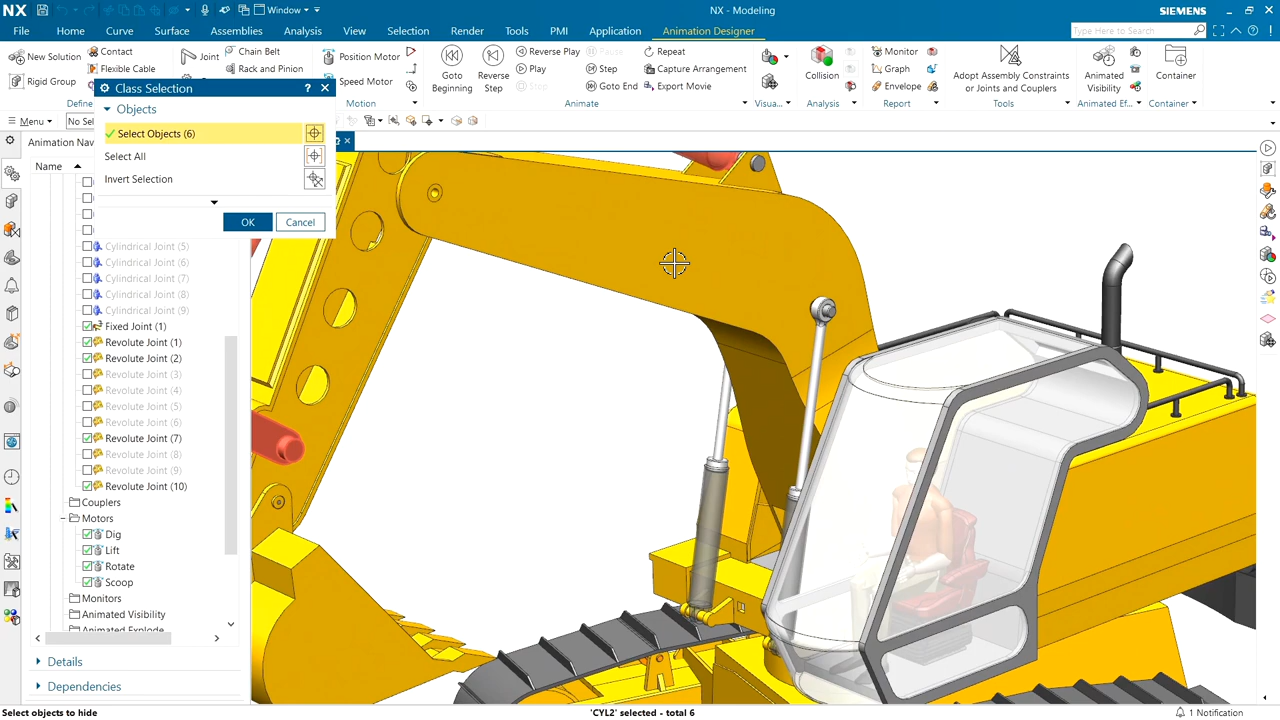 NX
Window
NX - Modeling
SIEMENS
File
Home
Curve
Surface
Assemblies
Analysis
View
Selection
Render
Tools
PMI
Application
Animation Designer
Type Here to Search
New Solution
Contact
Joint
Chain Belt
Position Motor
Goto Beginning
Reverse Step
Reverse Play
Pause
Repeat
Rigid Group
Flexible Cable
Rack and Pinion
Play
Step
Capture Arrangement
Speed Motor
Stop
Goto End
Export Movie
Collision
Monitor
Graph
Envelope
Adopt Assembly Constraints or Joints and Couplers
Animated Visibility
Container
Motion
Animate
Visua...
Analysis
Report
Tools
Animated Ef...
Container
Menu
Class Selection
Objects
Select Objects (6)
Select All
Invert Selection
OK
Cancel
Name
Cylindrical Joint (5)
Cylindrical Joint (6)
Cylindrical Joint (7)
Cylindrical Joint (8)
Cylindrical Joint (9)
Fixed Joint (1)
Revolute Joint (1)
Revolute Joint (2)
Revolute Joint (3)
Revolute Joint (4)
Revolute Joint (5)
Revolute Joint (6)
Revolute Joint (7)
Revolute Joint (8)
Revolute Joint (9)
Revolute Joint (10)
Couplers
Motors
Dig
Lift
Rotate
Scoop
Monitors
Animated Visibility
Animated Explode
Details
Dependencies
Select objects to hide
'CYL2' selected - total 6
1 Notification